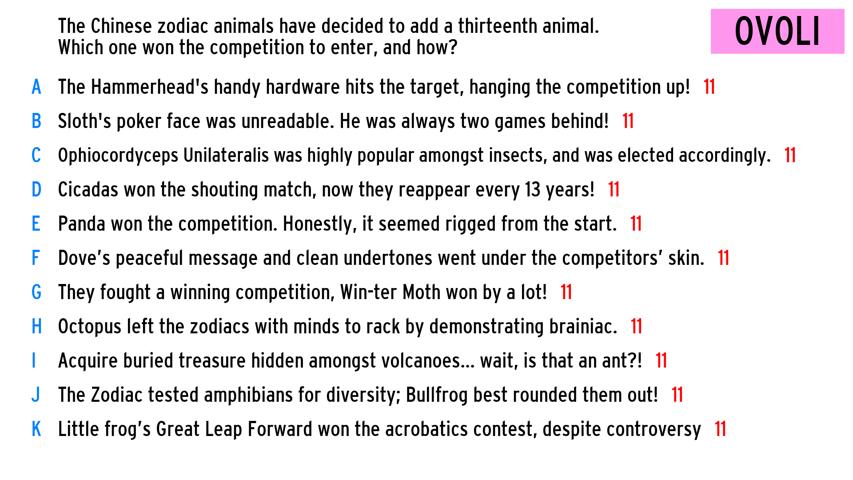 The Chinese zodiac animals have decided to add a thirteenth animal.
Which one won the competition to enter, and how?
OVOLI
A The Hammerhead's handy hardware hits the target, hanging the competition up! 11
B Sloth's poker face was unreadable. He was always two games behind! 11
C Ophiocordyceps Unilateralis was highly popular amongst insects, and was elected accordingly. 11
D Cicadas won the shouting match, now they reappear every 13 years! 11
E Panda won the competition. Honestly, it seemed rigged from the start. 11
F Dove’s peaceful message and clean undertones went under the competitors’ skin. 11
G They fought a winning competition, Win-ter Moth won by a lot! 11
H Octopus left the zodiacs with minds to rack by demonstrating brainiac. 11
I Acquire buried treasure hidden amongst volcanoes... wait, is that an ant?! 11
J The Zodiac tested amphibians for diversity; Bullfrog best rounded them out! 11
K Little frog’s Great Leap Forward won the acrobatics contest, despite controversy 11